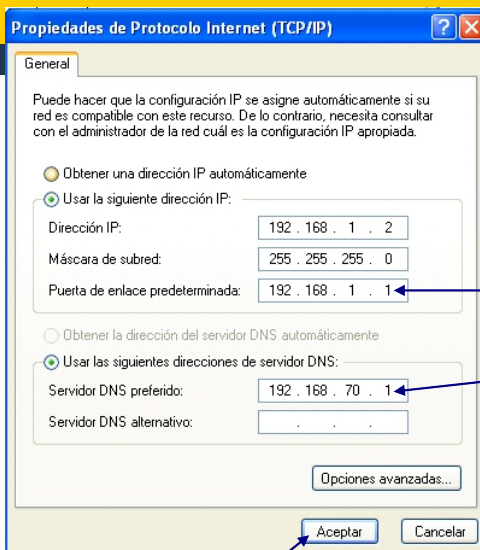 Propiedades de Protocolo Internet (TCP/IP)
General
Puede hacer que la configuración IP se asigne automáticamente si su
red es compatible con este recurso. De lo contrario, necesita consultar
con el administrador de la red cuál es la configuración IP apropiada.
Obtener una dirección IP automáticamente
Usar la siguiente dirección IP:
Dirección IP: 192 . 168 . 1 . 2
Máscara de subred: 255 . 255 . 255 . 0
Puerta de enlace predeterminada: 192 . 168 . 1 . 1
Obtener la dirección del servidor DNS automáticamente
Usar las siguientes direcciones de servidor DNS:
Servidor DNS preferido: 192 . 168 . 70 . 1
Servidor DNS alternativo: . . .
Opciones avanzadas...
Aceptar Cancelar